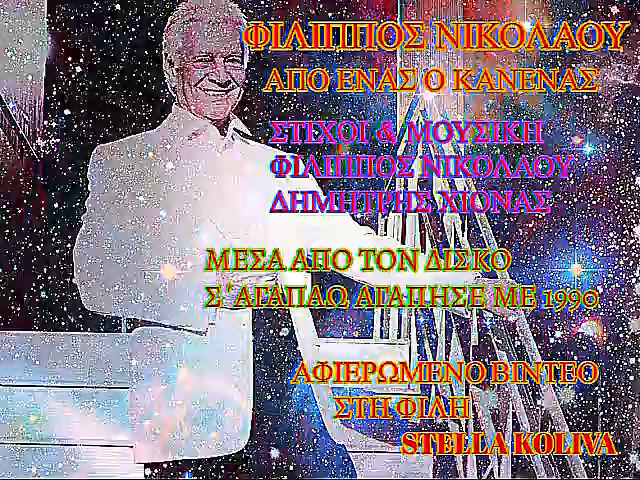 ΦΙΛΙΠΠΟΣ ΝΙΚΟΛΑΟΥ
ΑΠΟ ΕΝΑΣ Ο ΚΑΝΕΝΑΣ
ΣΤΙΧΟΙ & ΜΟΥΣΙΚΗ
ΦΙΛΙΠΠΟΣ ΝΙΚΟΛΑΟΥ
ΔΗΜΗΤΡΗΣ ΧΙΟΝΑΣ
ΜΕΣΑ ΑΠΟ ΤΟΝ ΔΙΣΚΟ
Σ΄ΑΓΑΠΑΩ ΑΓΑΠΗΣΕ ΜΕ 1990
ΑΦΙΕΡΩΜΕΝΟ ΒΙΝΤΕΟ
ΣΤΗ ΦΙΛΗ
STELLA KOLIVA